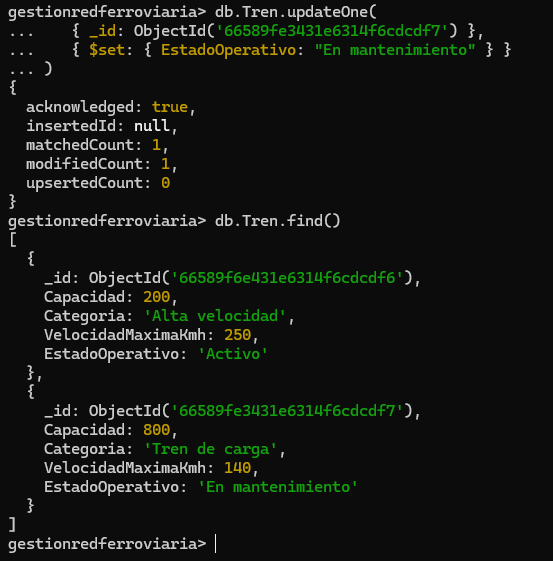 gestionredferroviaria> db.Tren.updateOne(
...     { _id: ObjectId('66589fe3431e6314f6cdcdf7') },
...     { $set: { EstadoOperativo: "En mantenimiento" } }
... )
{
  acknowledged: true,
  insertedId: null,
  matchedCount: 1,
  modifiedCount: 1,
  upsertedCount: 0
}
gestionredferroviaria> db.Tren.find()
[
  {
    _id: ObjectId('66589f6e431e6314f6cdcdf6'),
    Capacidad: 200,
    Categoria: 'Alta velocidad',
    VelocidadMaximaKmh: 250,
    EstadoOperativo: 'Activo'
  },
  {
    _id: ObjectId('66589fe3431e6314f6cdcdf7'),
    Capacidad: 800,
    Categoria: 'Tren de carga',
    VelocidadMaximaKmh: 140,
    EstadoOperativo: 'En mantenimiento'
  }
]
gestionredferroviaria>